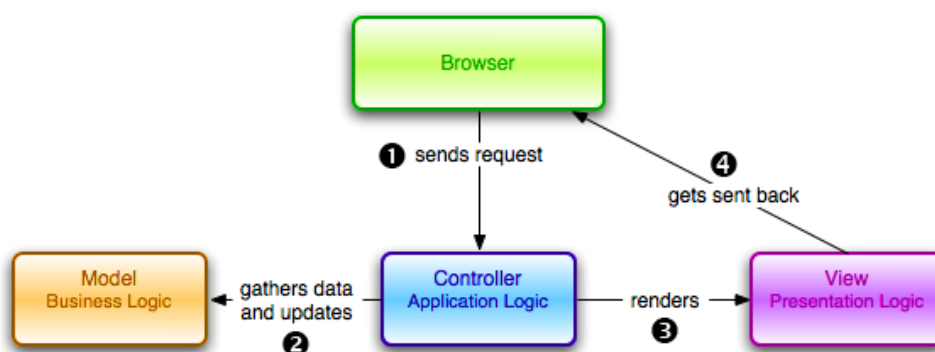 Browser
❶ sends request
❹
gets sent back
Model
Business Logic
gathers data
and updates
❷
Controller
Application Logic
renders
❸
View
Presentation Logic